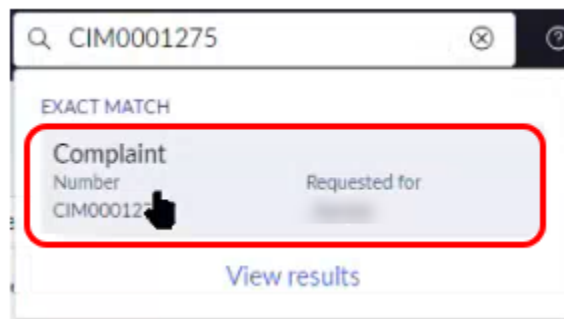 CIM0001275
EXACT MATCH
Complaint
Number Requested for
View results